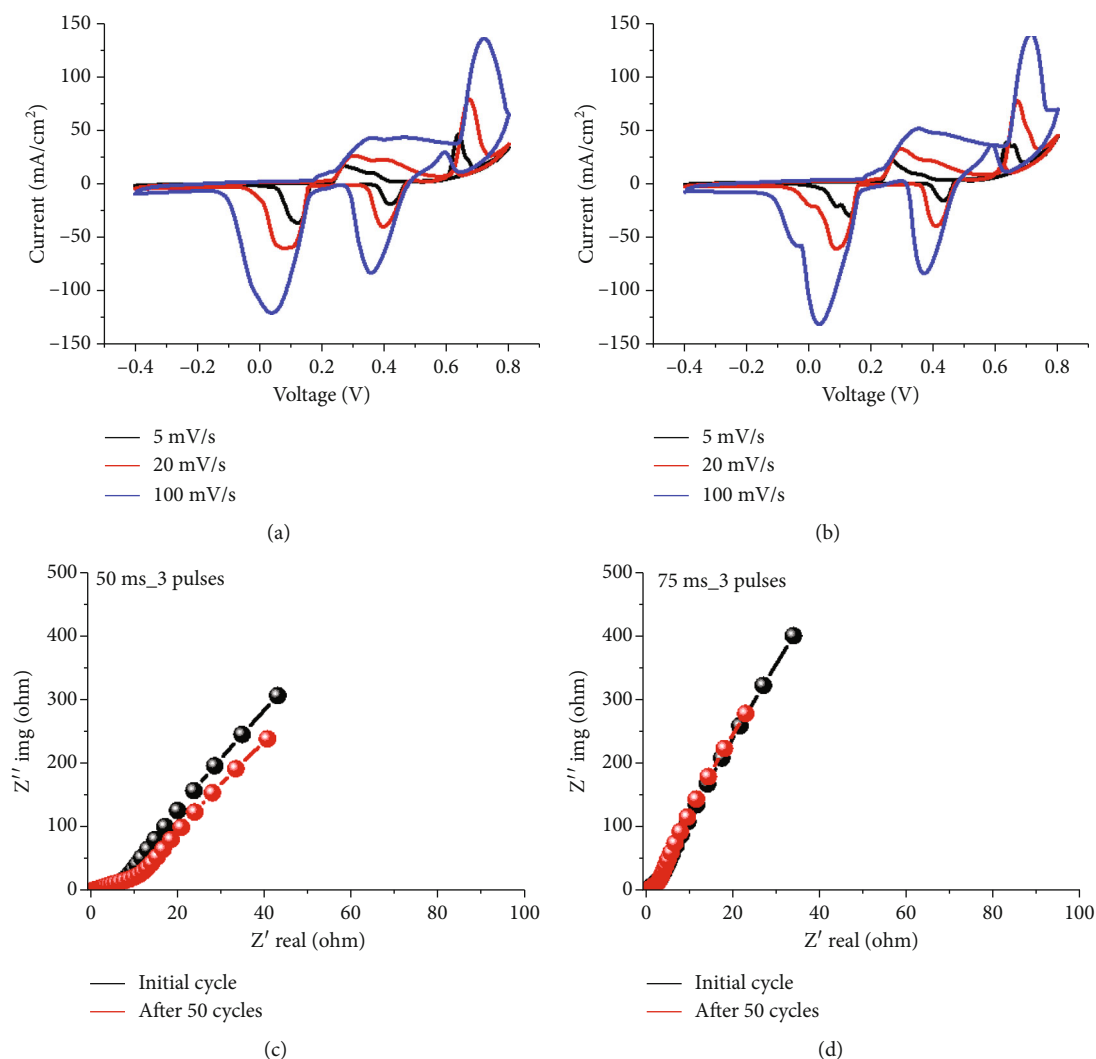 150
100
50
0
–50
–100
–150
Current (mA/cm2)
–0.4
–0.2
0.0
0.2
0.4
0.6
0.8
Voltage (V)
5 mV/s
20 mV/s
100 mV/s
(a)
150
100
50
0
–50
–100
–150
Current (mA/cm2)
–0.4
–0.2
0.0
0.2
0.4
0.6
0.8
Voltage (V)
5 mV/s
20 mV/s
100 mV/s
(b)
50 ms_3 pulses
500
400
300
200
100
0
Z′′ img (ohm)
0
20
40
60
80
100
Z′ real (ohm)
Initial cycle
After 50 cycles
(c)
75 ms_3 pulses
500
400
300
200
100
0
Z′′ img (ohm)
0
20
40
60
80
100
Z′ real (ohm)
Initial cycle
After 50 cycles
(d)